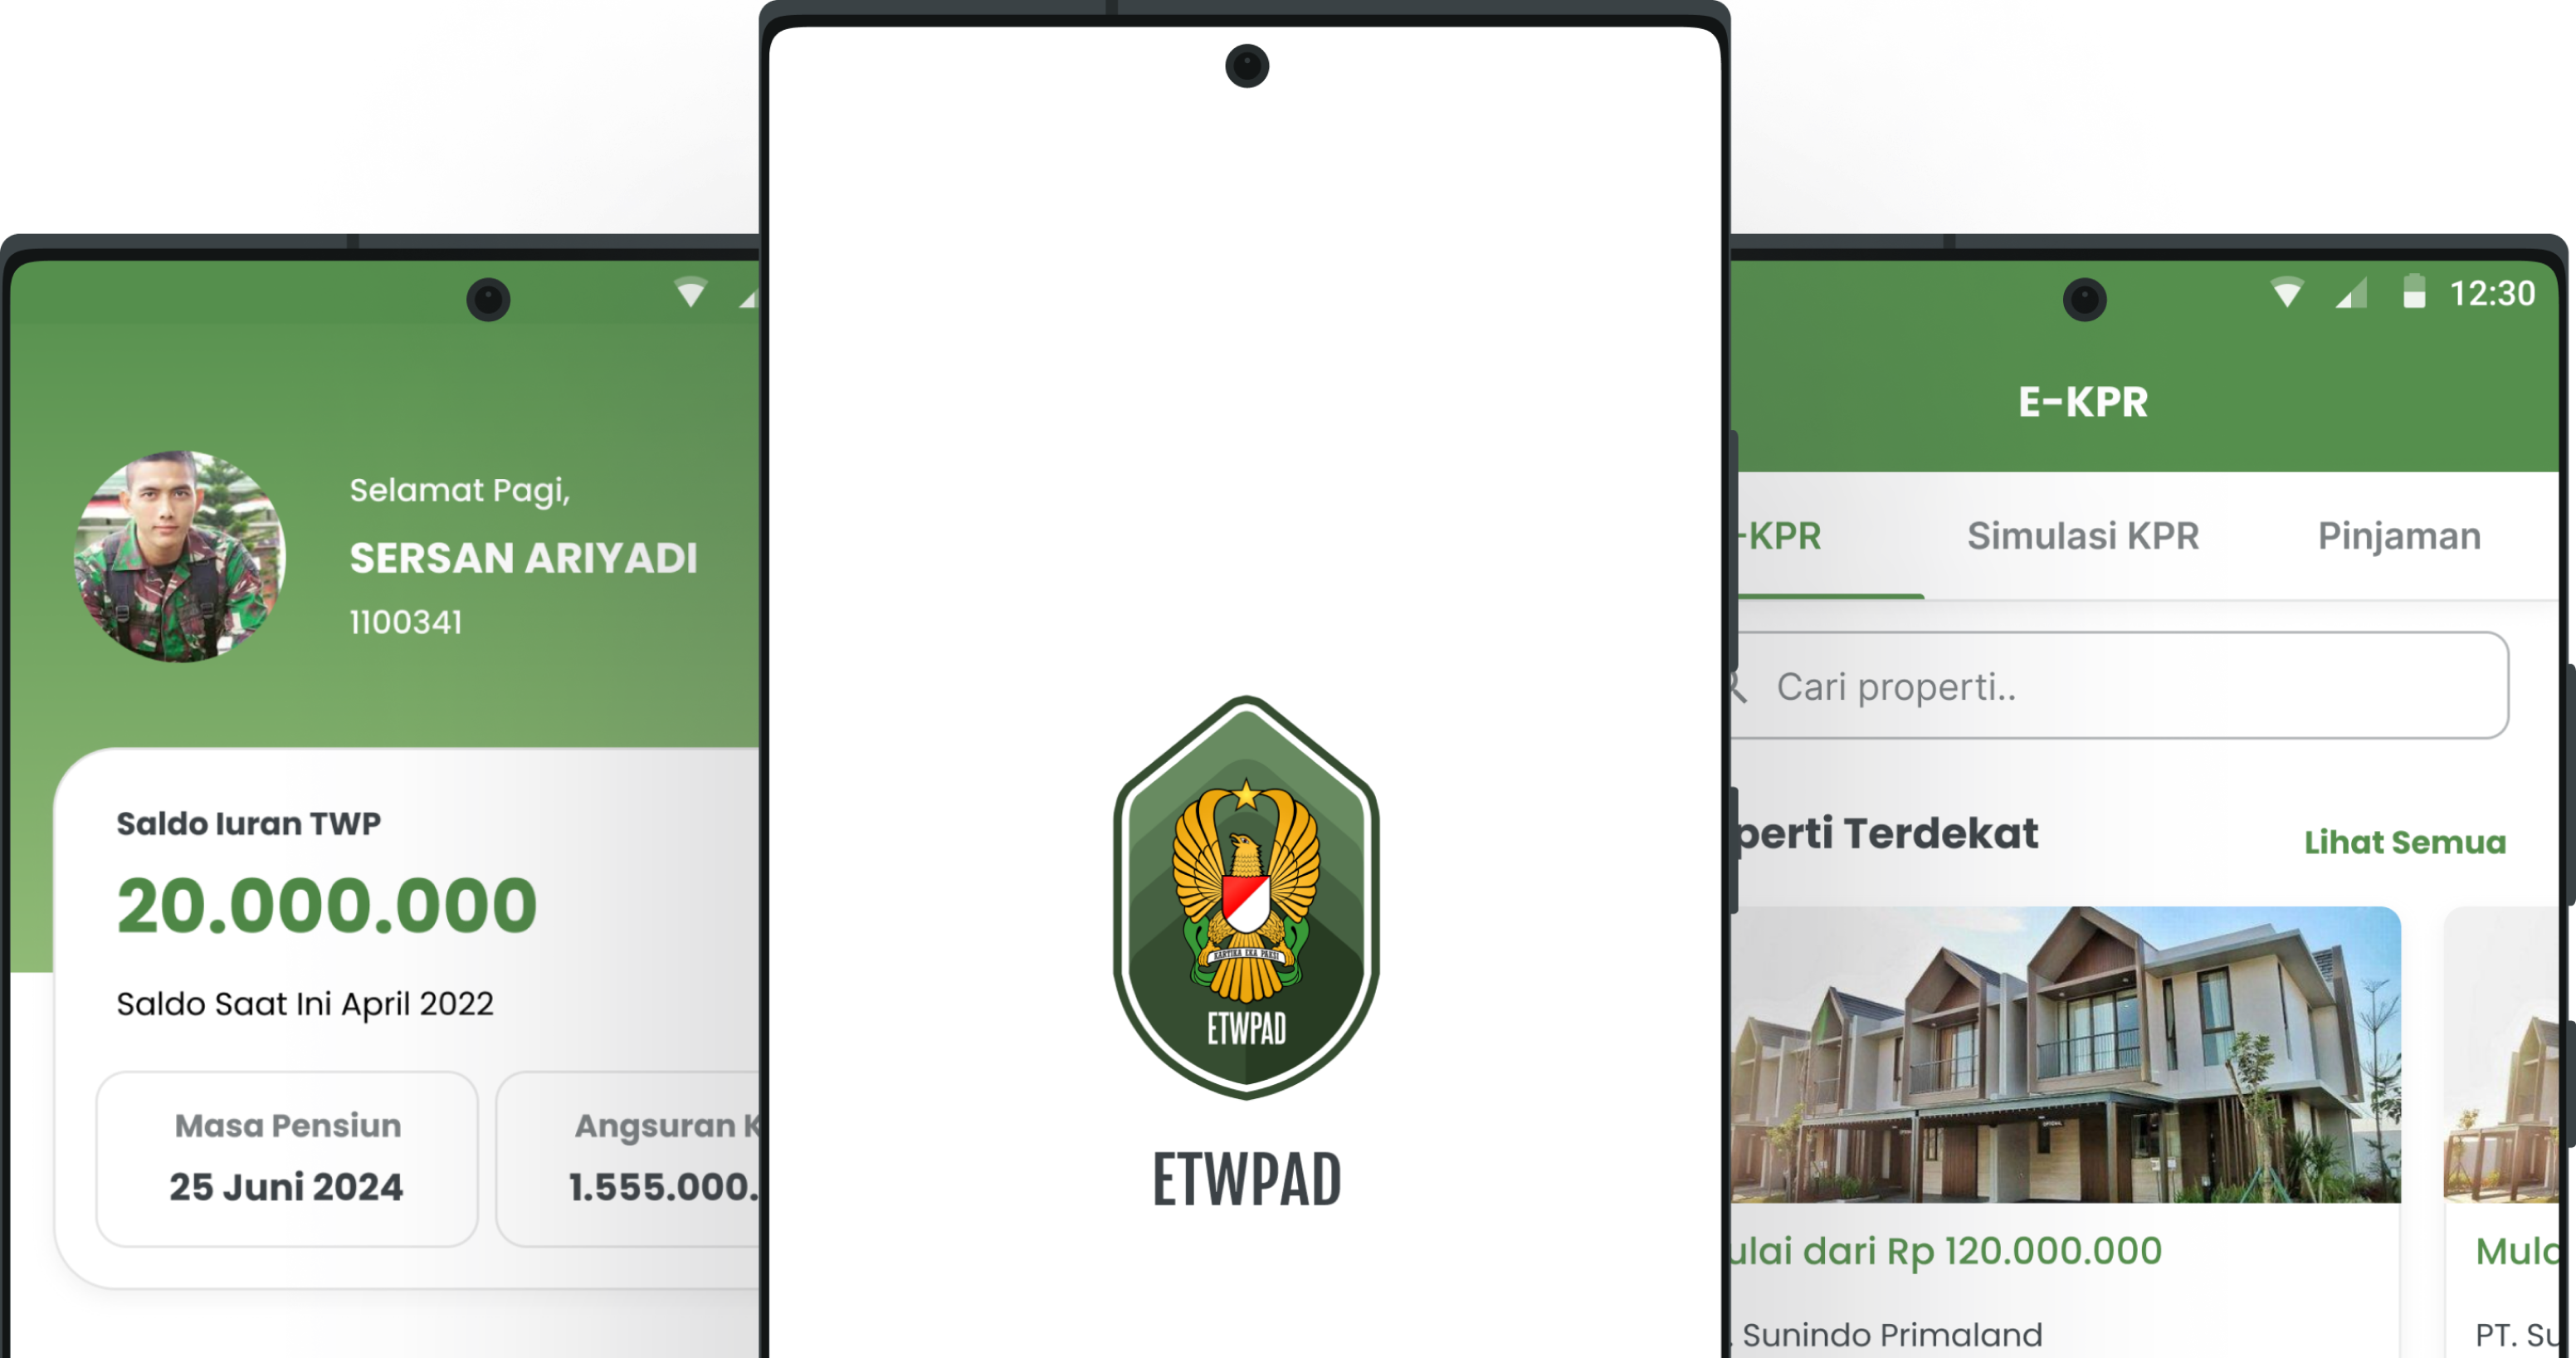 Selamat Pagi,
SERSAN ARIYADI
1100341
Saldo Iuran TWP
20.000.000
Saldo Saat Ini April 2022
Masa Pensiun
25 Juni 2024
Angsuran K
1.555.000.
KARTIKA EKA PAKSI
ETWPAD
ETWPAD
12:30
E-KPR
-KPR
Simulasi KPR
Pinjaman
Cari properti..
perti Terdekat
Lihat Semua
ulai dari Rp 120.000.000
. Sunindo Primaland
Mula
PT. Su